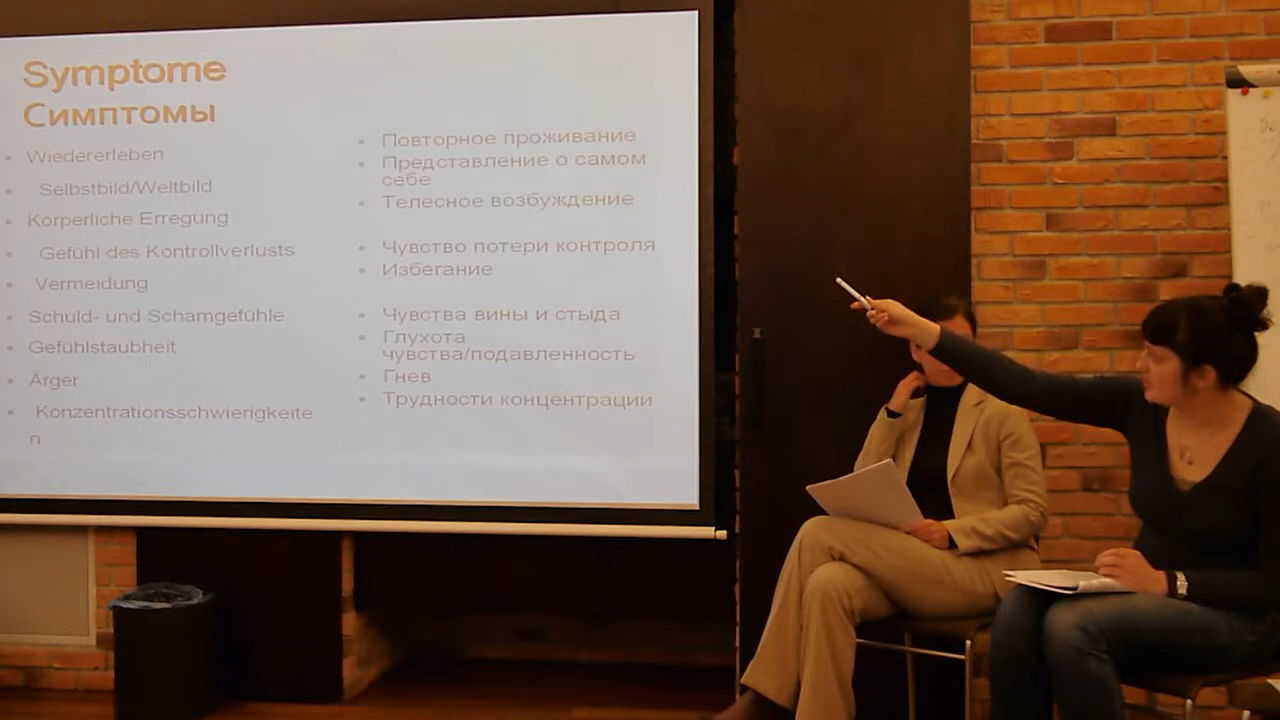 Symptome
Симптомы
Wiedererleben
Selbstbild/Weltbild
Körperliche Erregung
Gefühl des Kontrollverlusts
Vermeidung
Schuld- und Schamgefühle
Gefühlstaubheit
Ärger
Konzentrationsschwierigkeite
n
Повторное проживание
Представление о самом
себе
Телесное возбуждение
Чувство потери контроля
Избегание
Чувства вины и стыда
Глухота
чувства/подавленность
Гнев
Трудности концентрации